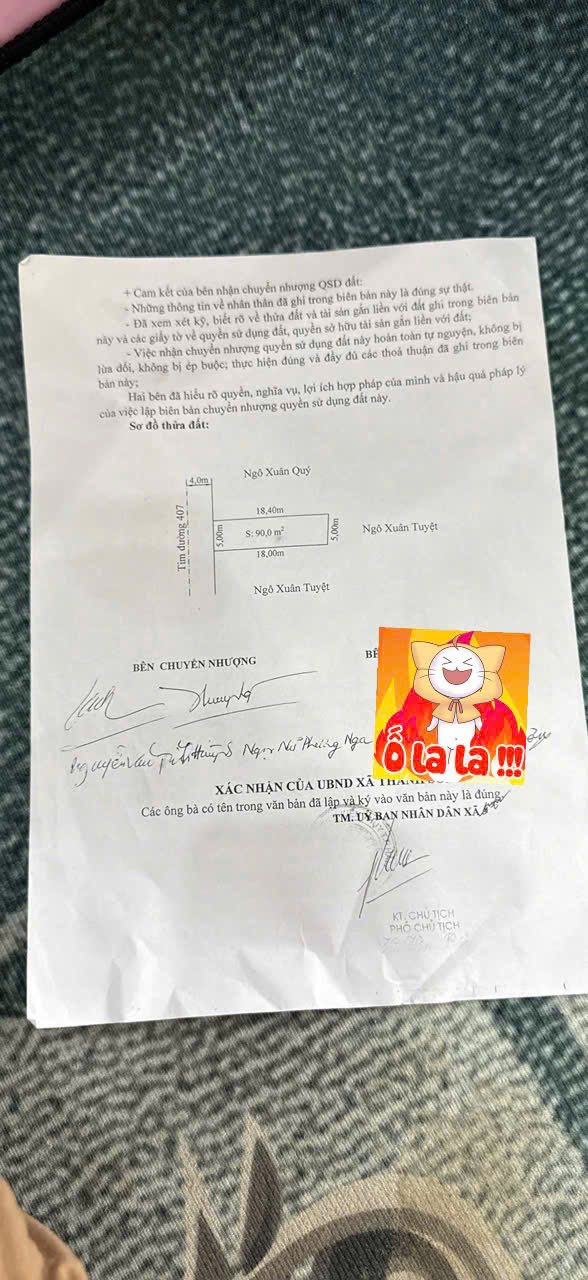 + Cam kết của bên nhận chuyển nhượng QSD đất:
- Những thông tin về nhân thân đã ghi trong biên bản này là đúng sự thật.
- Đã xem xét kỹ, biết rõ về thửa đất và tài sản gắn liền với đất ghi trong biên bản
này và các giấy tờ về quyền sử dụng đất, quyền sở hữu tài sản gắn liền với đất;
- Việc nhận chuyển nhượng quyền sử dụng đất này hoàn toàn tự nguyện, không bị
lừa dối, không bị ép buộc; thực hiện đúng và đầy đủ các thoả thuận đã ghi trong biên
bản này;
Hai bên đã hiểu rõ quyền, nghĩa vụ, lợi ích hợp pháp của mình và hậu quả pháp lý
của việc lập biên bản chuyển nhượng quyền sử dụng đất này.
Sơ đồ thửa đất:
Ngô Xuân Quý
4,0m
18,40m
Tim đường 407
5,00m
S: 90,0 m²
5,00m
Ngô Xuân Tuyệt
18,00m
Ngô Xuân Tuyệt
BÊN CHUYỂN NHƯỢNG
BÊ
Ố La La !!!
Nguyễn Văn Ngọc Nữ Phương Nga
XÁC NHẬN CỦA UBND XÃ
Các ông bà có tên trong văn bản đã lập và ký vào văn bản này là đúng
TM. UỶ BAN NHÂN DÂN XÃ
KT. CHỦ TỊCH
PHÓ CHỦ TỊCH